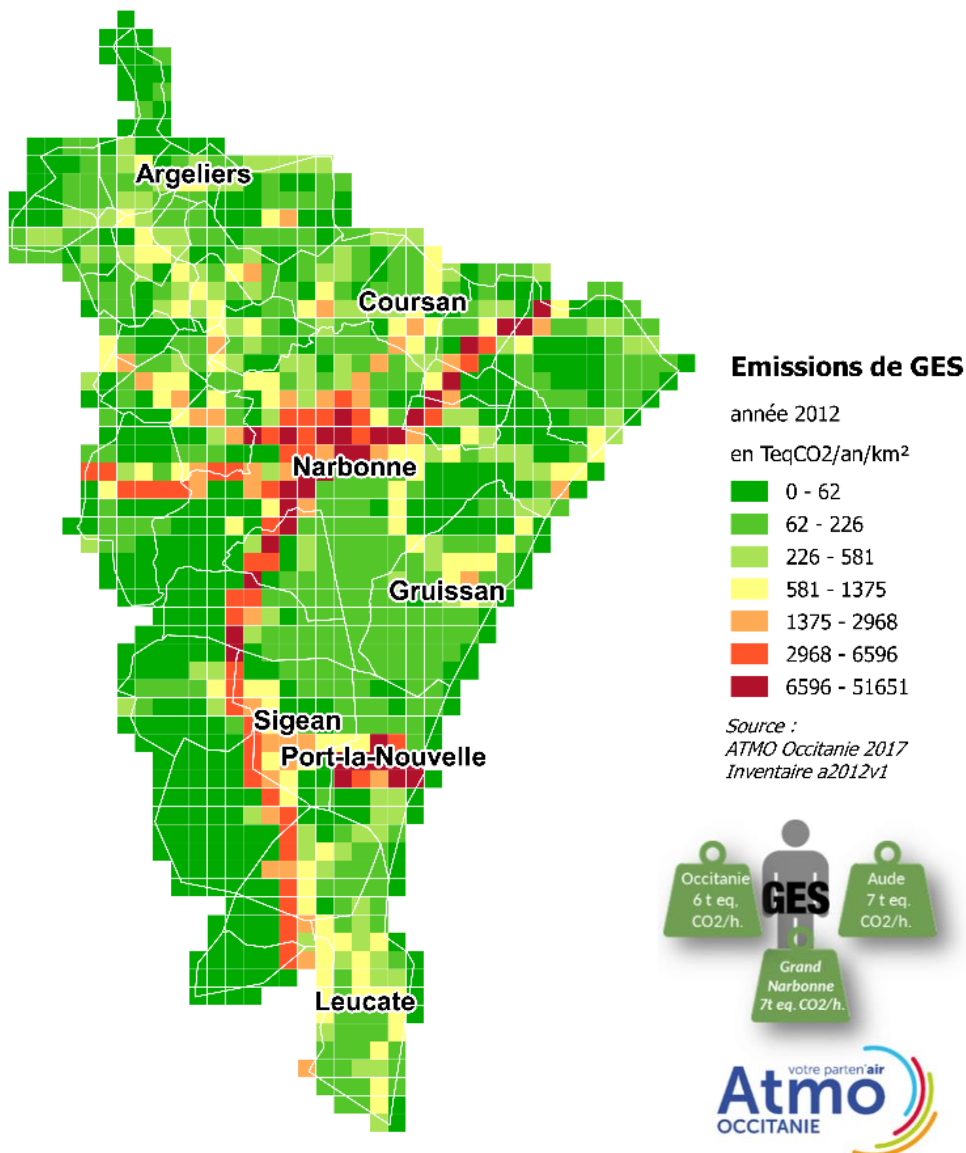 Argeliers
Coursan
Narbonne
Gruissan
Sigean
Port-la-Nouvelle
Leucate
Emissions de GES
année 2012
en TeqCO2/an/km²
0 - 62
62 - 226
226 - 581
581 - 1375
1375 - 2968
2968 - 6596
6596 - 51651
Source :
ATMO Occitanie 2017
Inventaire a2012v1
Occitanie
6 t eq,
CO2/h.
GES
Aude
7 t eq.
CO2/h.
Grand
Narbonne
7t eq. CO2/h.
votre parten'air
Atmo
OCCITANIE